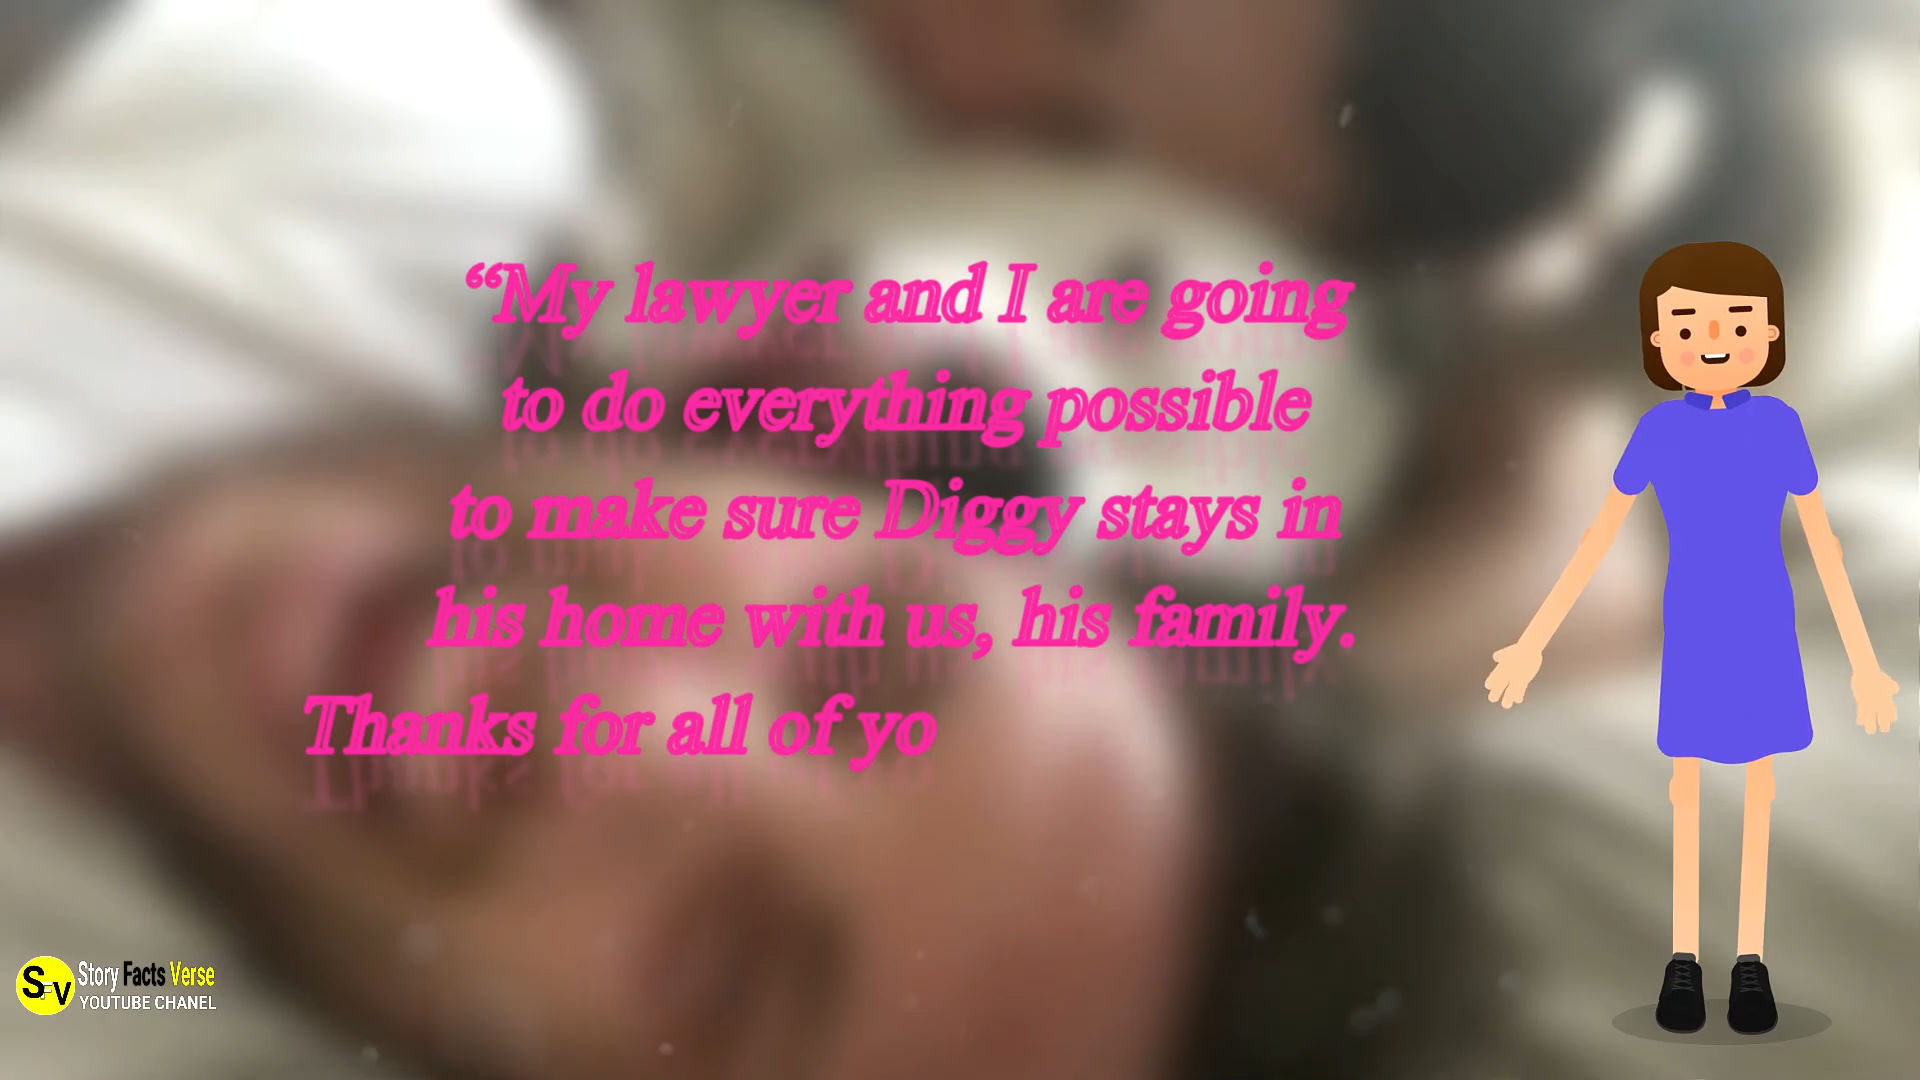 “My lawyer and I are going
to do everything possible
to make sure Diggy stays in
his home with us, his family.
Thanks for all of yo
SFV
Story Facts Verse
YOUTUBE CHANEL